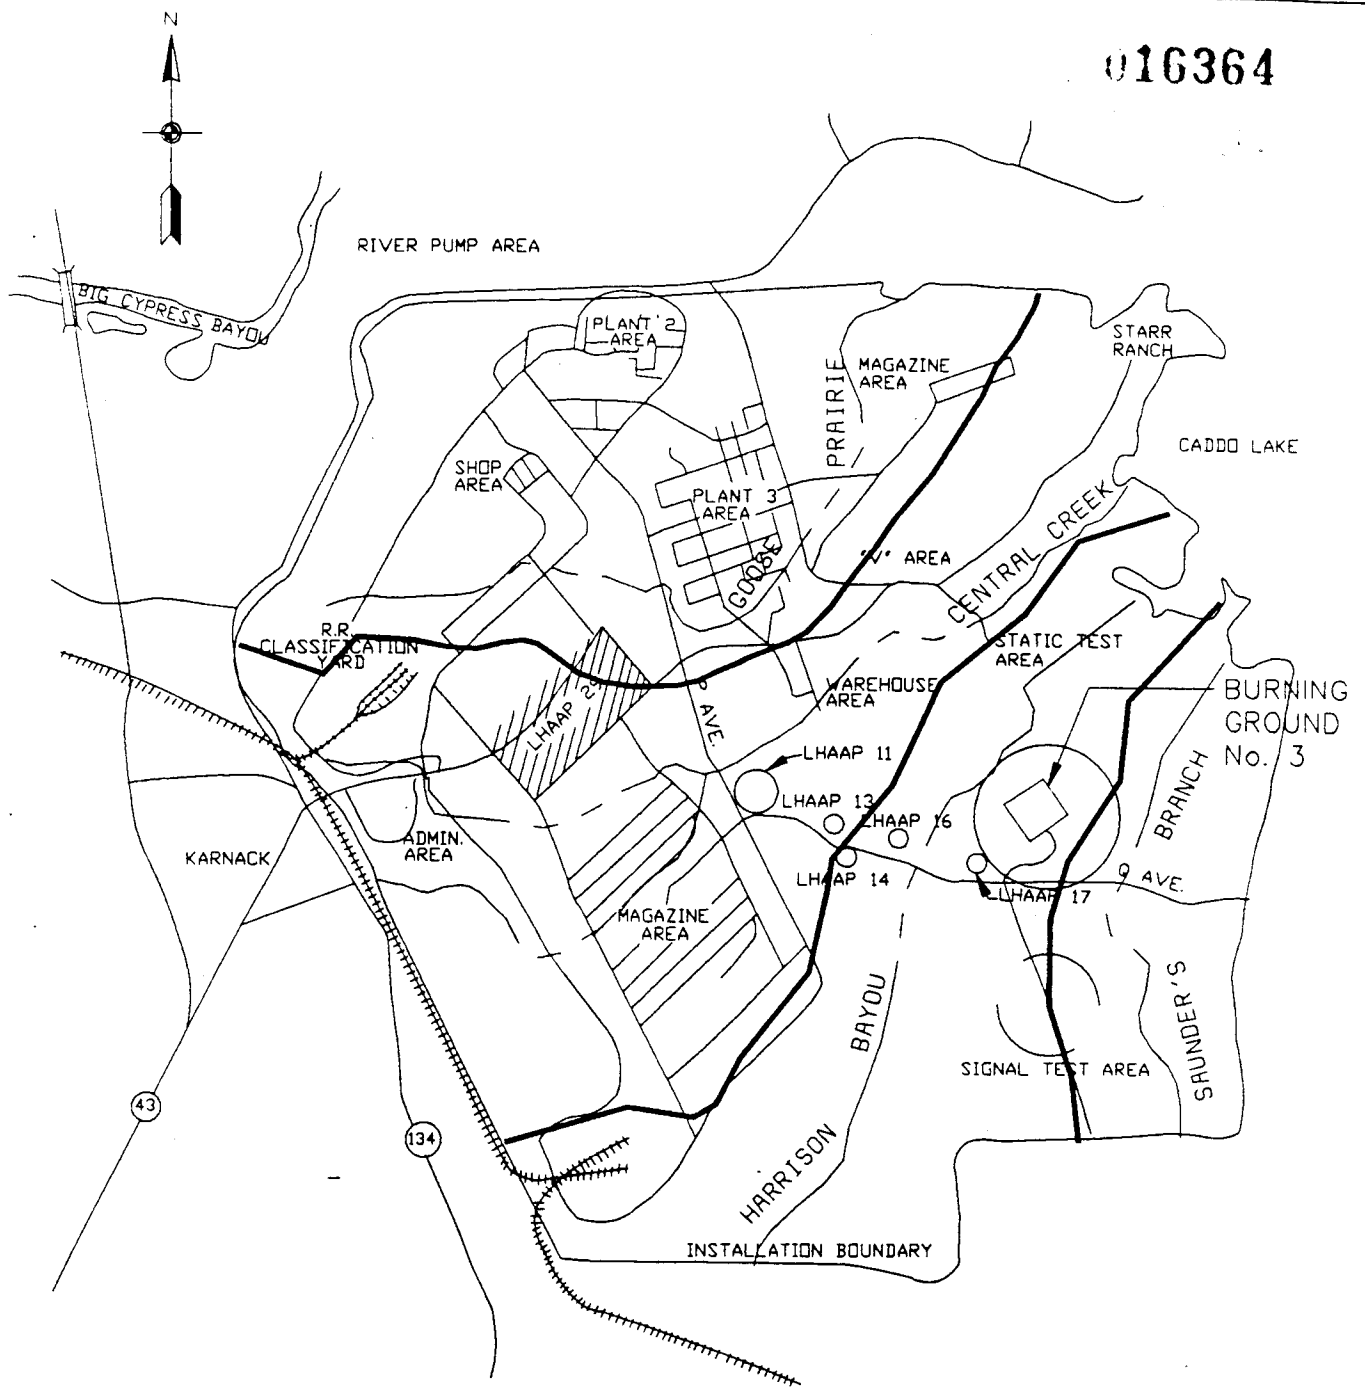 N
016364
RIVER PUMP AREA
BIG CYPRESS BAYOU
PLANT 2
AREA
STARR
RANCH
MAGAZINE
AREA
PRAIRIE
CADDO LAKE
SHOP
AREA
PLANT 3
AREA
GOOSE
"V" AREA
CENTRAL CREEK
R.R.
CLASSIFICATION
YARD
STATIC TEST
AREA
WAREHOUSE
AREA
P AVE.
LHAAP 29
BURNING
GROUND
No. 3
LHAAP 11
LHAAP 13
LHAAP 16
BRANCH
KARNACK
ADMIN.
AREA
LHAAP 14
LHAAP 17
Q AVE.
MAGAZINE
AREA
BAYOU
SAUNDER'S
SIGNAL TEST AREA
43
134
HARRISON
INSTALLATION BOUNDARY